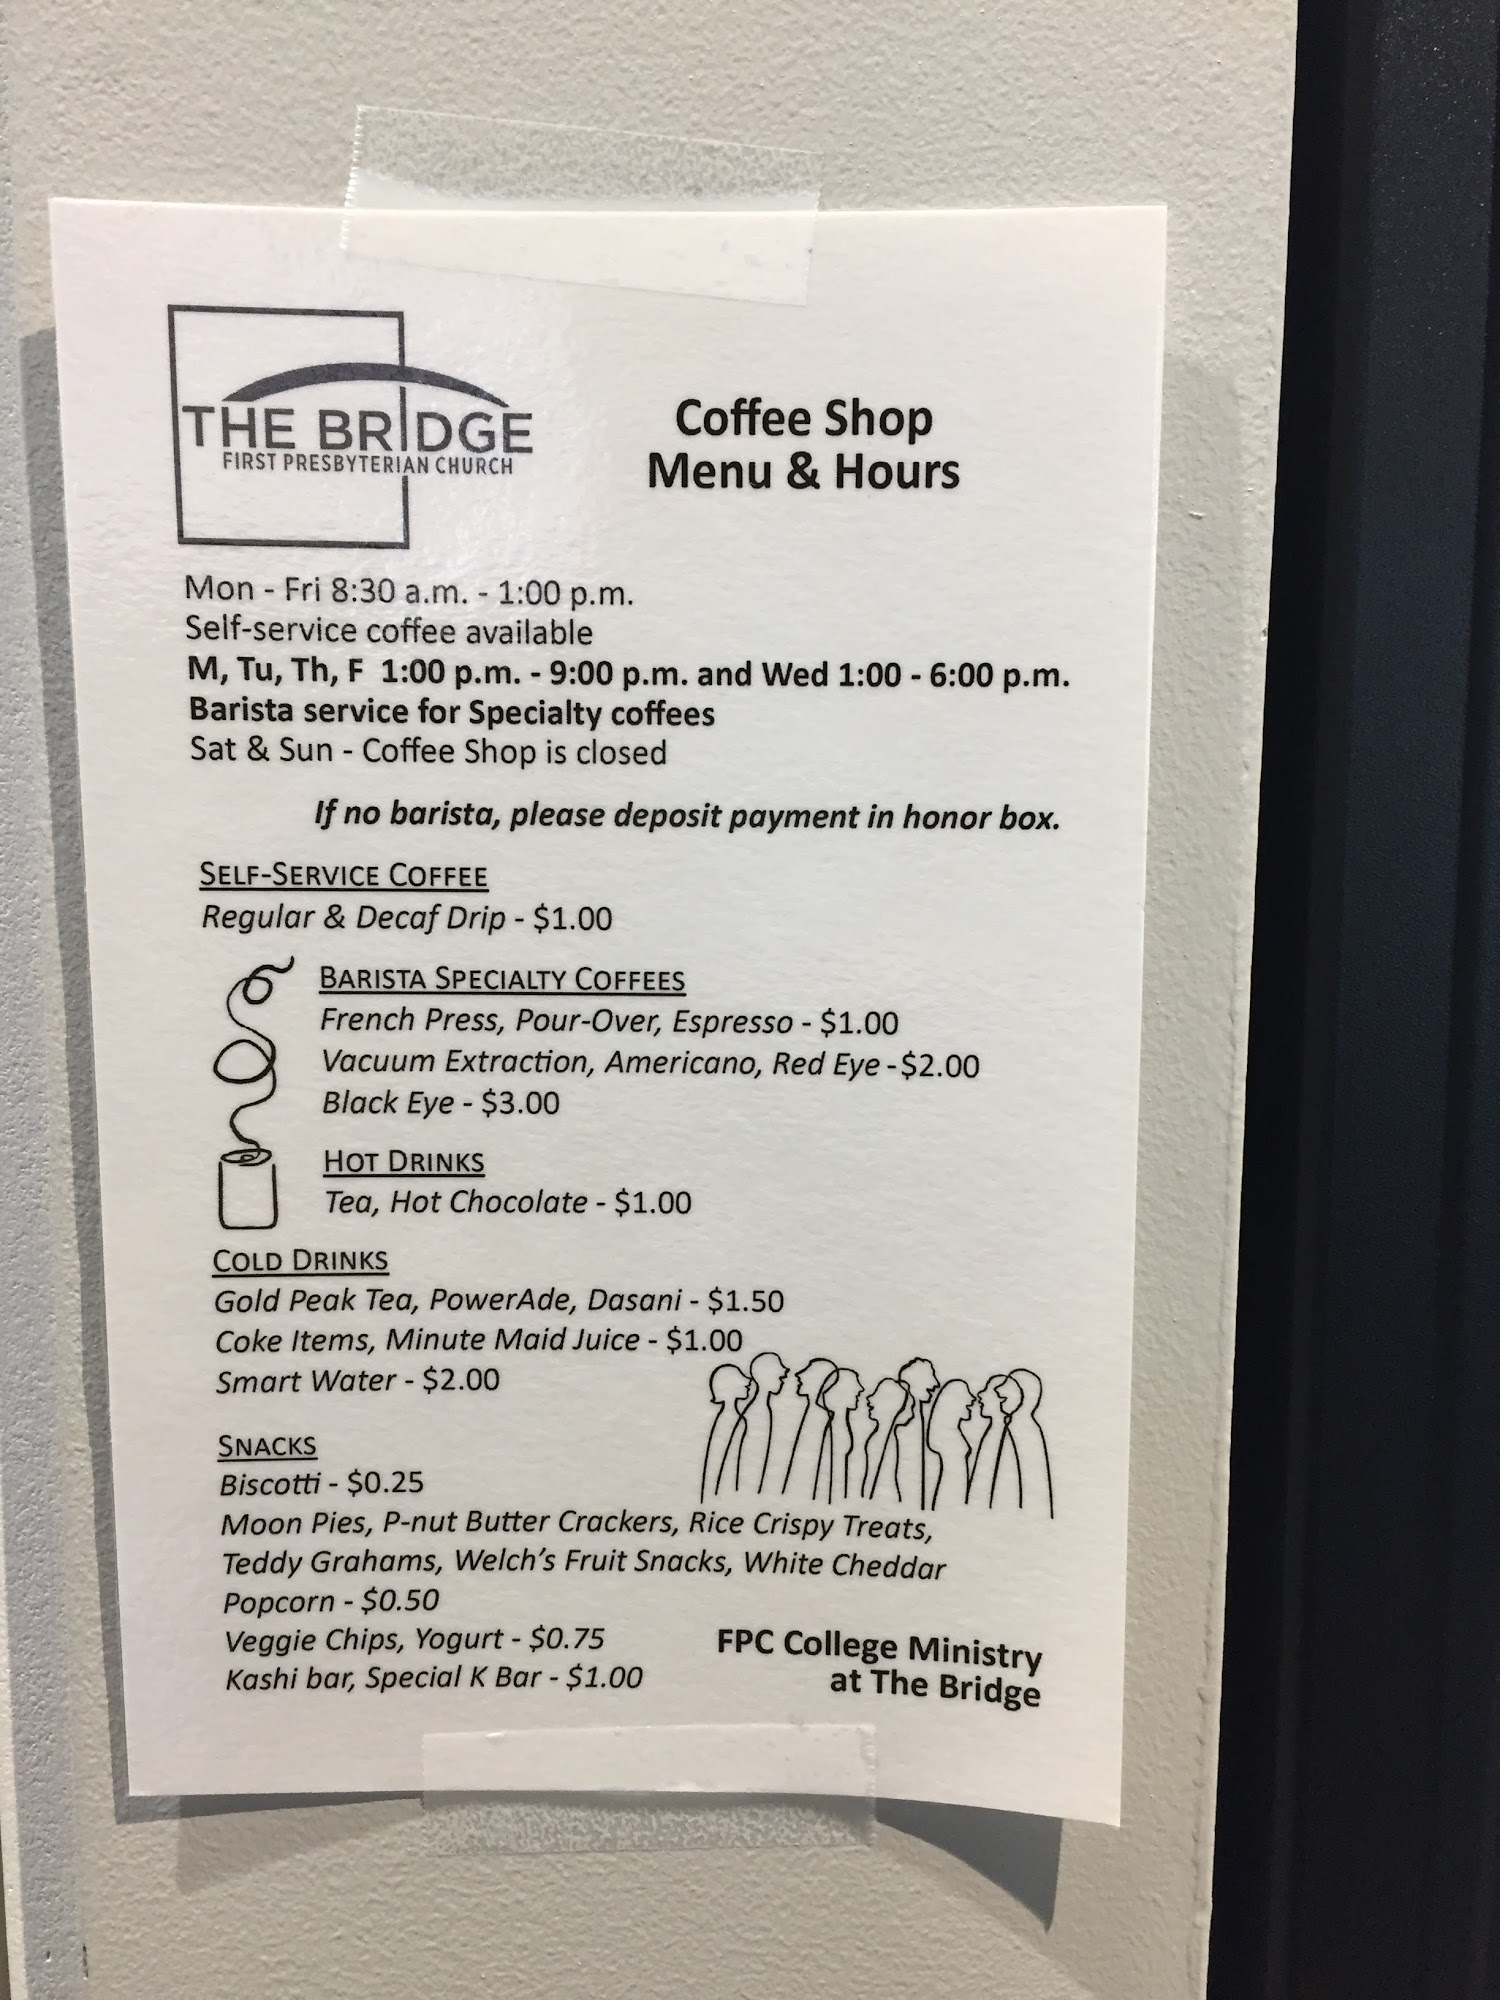 THE BRIDGE
FIRST PRESBYTERIAN CHURCH
Coffee Shop
Menu & Hours
Mon - Fri 8:30 a.m. - 1:00 p.m.
Self-service coffee available
M, Tu, Th, F 1:00 p.m. - 9:00 p.m. and Wed 1:00 - 6:00 p.m.
Barista service for Specialty coffees
Sat & Sun - Coffee Shop is closed
If no barista, please deposit payment in honor box.
SELF-SERVICE COFFEE
Regular & Decaf Drip - $1.00
BARISTA SPECIALTY COFFEES
French Press, Pour-Over, Espresso - $1.00
Vacuum Extraction, Americano, Red Eye -$2.00
Black Eye - $3.00
HOT DRINKS
Tea, Hot Chocolate - $1.00
COLD DRINKS
Gold Peak Tea, PowerAde, Dasani - $1.50
Coke Items, Minute Maid Juice - $1.00
Smart Water - $2.00
SNACKS
Biscotti - $0.25
Moon Pies, P-nut Butter Crackers, Rice Crispy Treats,
Teddy Grahams, Welch's Fruit Snacks, White Cheddar
Popcorn - $0.50
Veggie Chips, Yogurt - $0.75
Kashi bar, Special K Bar - $1.00
FPC College Ministry
at The Bridge